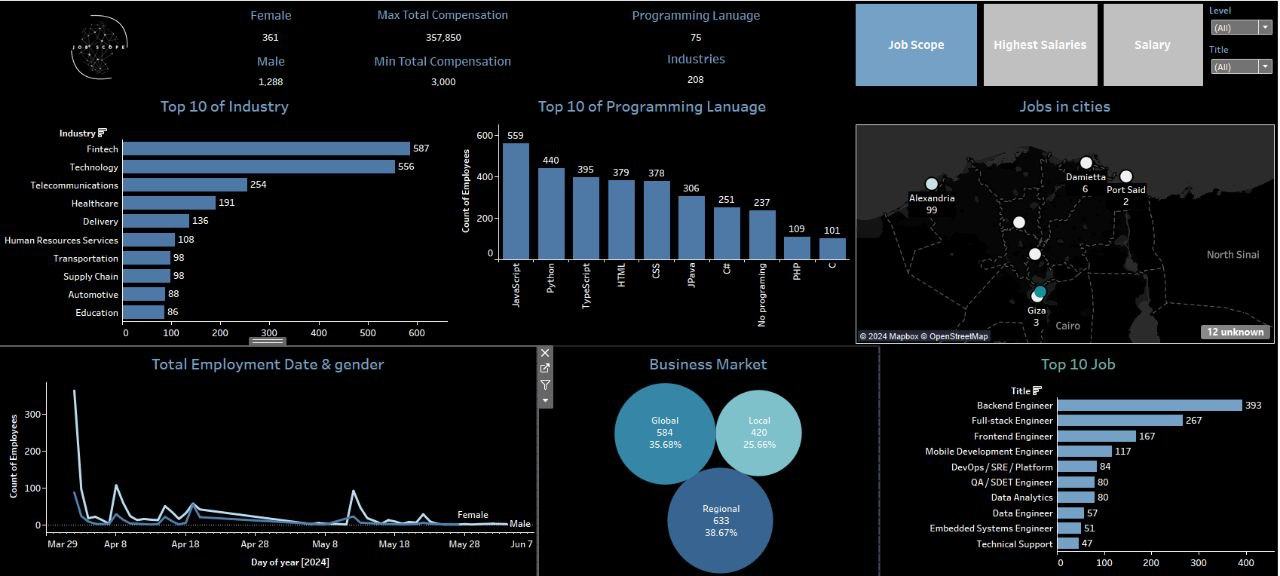 JOB SCOPE
Female
361
Male
1,288
Max Total Compensation
357,850
Min Total Compensation
3,000
Programming Lanuage
75
Industries
208
Job Scope
Highest Salaries
Salary
Level
(All)
Title
(All)
Top 10 of Industry
Industry
Fintech 587
Technology 556
Telecommunications 254
Healthcare 191
Delivery 136
Human Resources Services 108
Transportation 98
Supply Chain 98
Automotive 88
Education 86
0 100 200 300 400 500 600
Top 10 of Programming Lanuage
Count of Employees
600
400
200
0
559 440 395 379 378 306 251 237 109 101
JavaScript Python TypeScript HTML CSS JPava C# No programing PHP C
Jobs in cities
Alexandria
99
Damietta
6
Port Said
2
North Sinai
Giza
3
Cairo
© 2024 Mapbox © OpenStreetMap
12 unknown
Total Employment Date & gender
Count of Employees
300
200
100
0
Female
Male
Mar 29 Apr 8 Apr 18 Apr 28 May 8 May 18 May 28 Jun 7
Day of year [2024]
Business Market
Global
584
35.68%
Local
420
25.66%
Regional
633
38.67%
Top 10 Job
Title
Backend Engineer 393
Full-stack Engineer 267
Frontend Engineer 167
Mobile Development Engineer 117
DevOps / SRE / Platform 84
QA / SDET Engineer 80
Data Analytics 80
Data Engineer 57
Embedded Systems Engineer 51
Technical Support 47
0 100 200 300 400